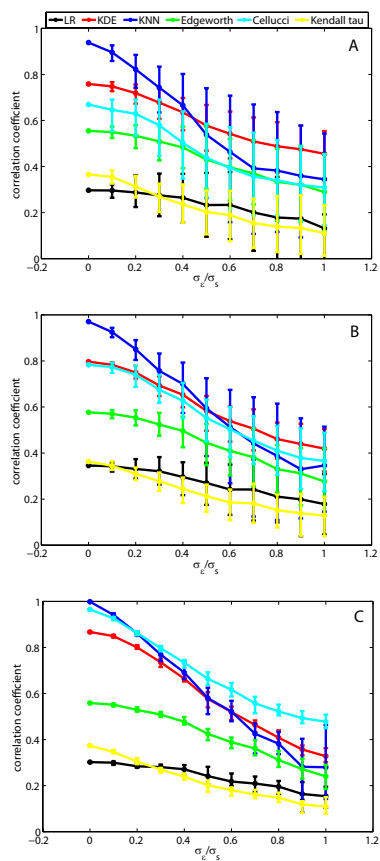 LR KDE KNN Edgeworth Cellucci Kendall tau
A
1
0.8
0.6
0.4
0.2
0
correlation coefficient
−0.2 0 0.2 0.4 0.6 0.8 1 1.2
σε/σs
B
1
0.8
0.6
0.4
0.2
0
correlation coefficient
−0.2 0 0.2 0.4 0.6 0.8 1 1.2
σε/σs
C
1
0.8
0.6
0.4
0.2
0
correlation coefficient
−0.2 0 0.2 0.4 0.6 0.8 1 1.2
σε/σs